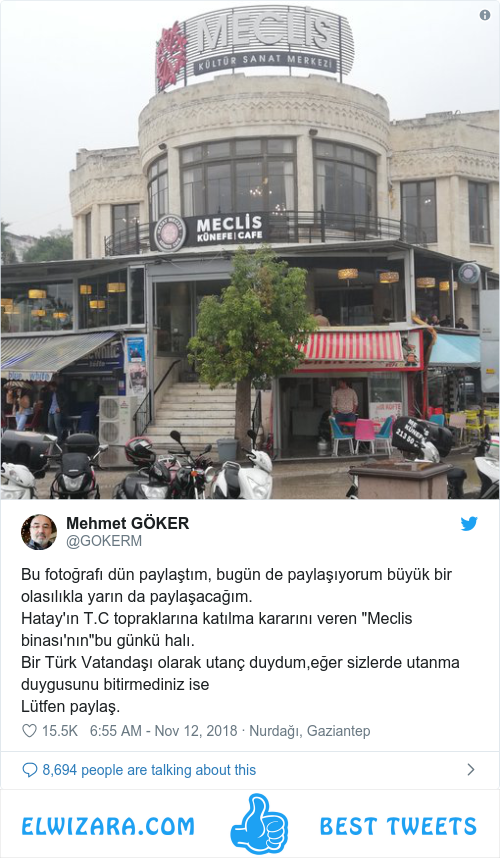 MECLİS
KÜLTÜR SANAT MERKEZİ
MECLİS
KÜNEFE | CAFE
Mehmet GÖKER
@GOKERM
Bu fotoğrafı dün paylaştım, bugün de paylaşıyorum büyük bir
olasılıkla yarın da paylaşacağım.
Hatay'ın T.C topraklarına katılma kararını veren "Meclis
binası'nın"bu günkü halı.
Bir Türk Vatandaşı olarak utanç duydum,eğer sizlerde utanma
duygusunu bitirmediniz ise
Lütfen paylaş.
15.5K 6:55 AM - Nov 12, 2018 · Nurdağı, Gaziantep
8,694 people are talking about this
ELWIZARA.COM
BEST TWEETS